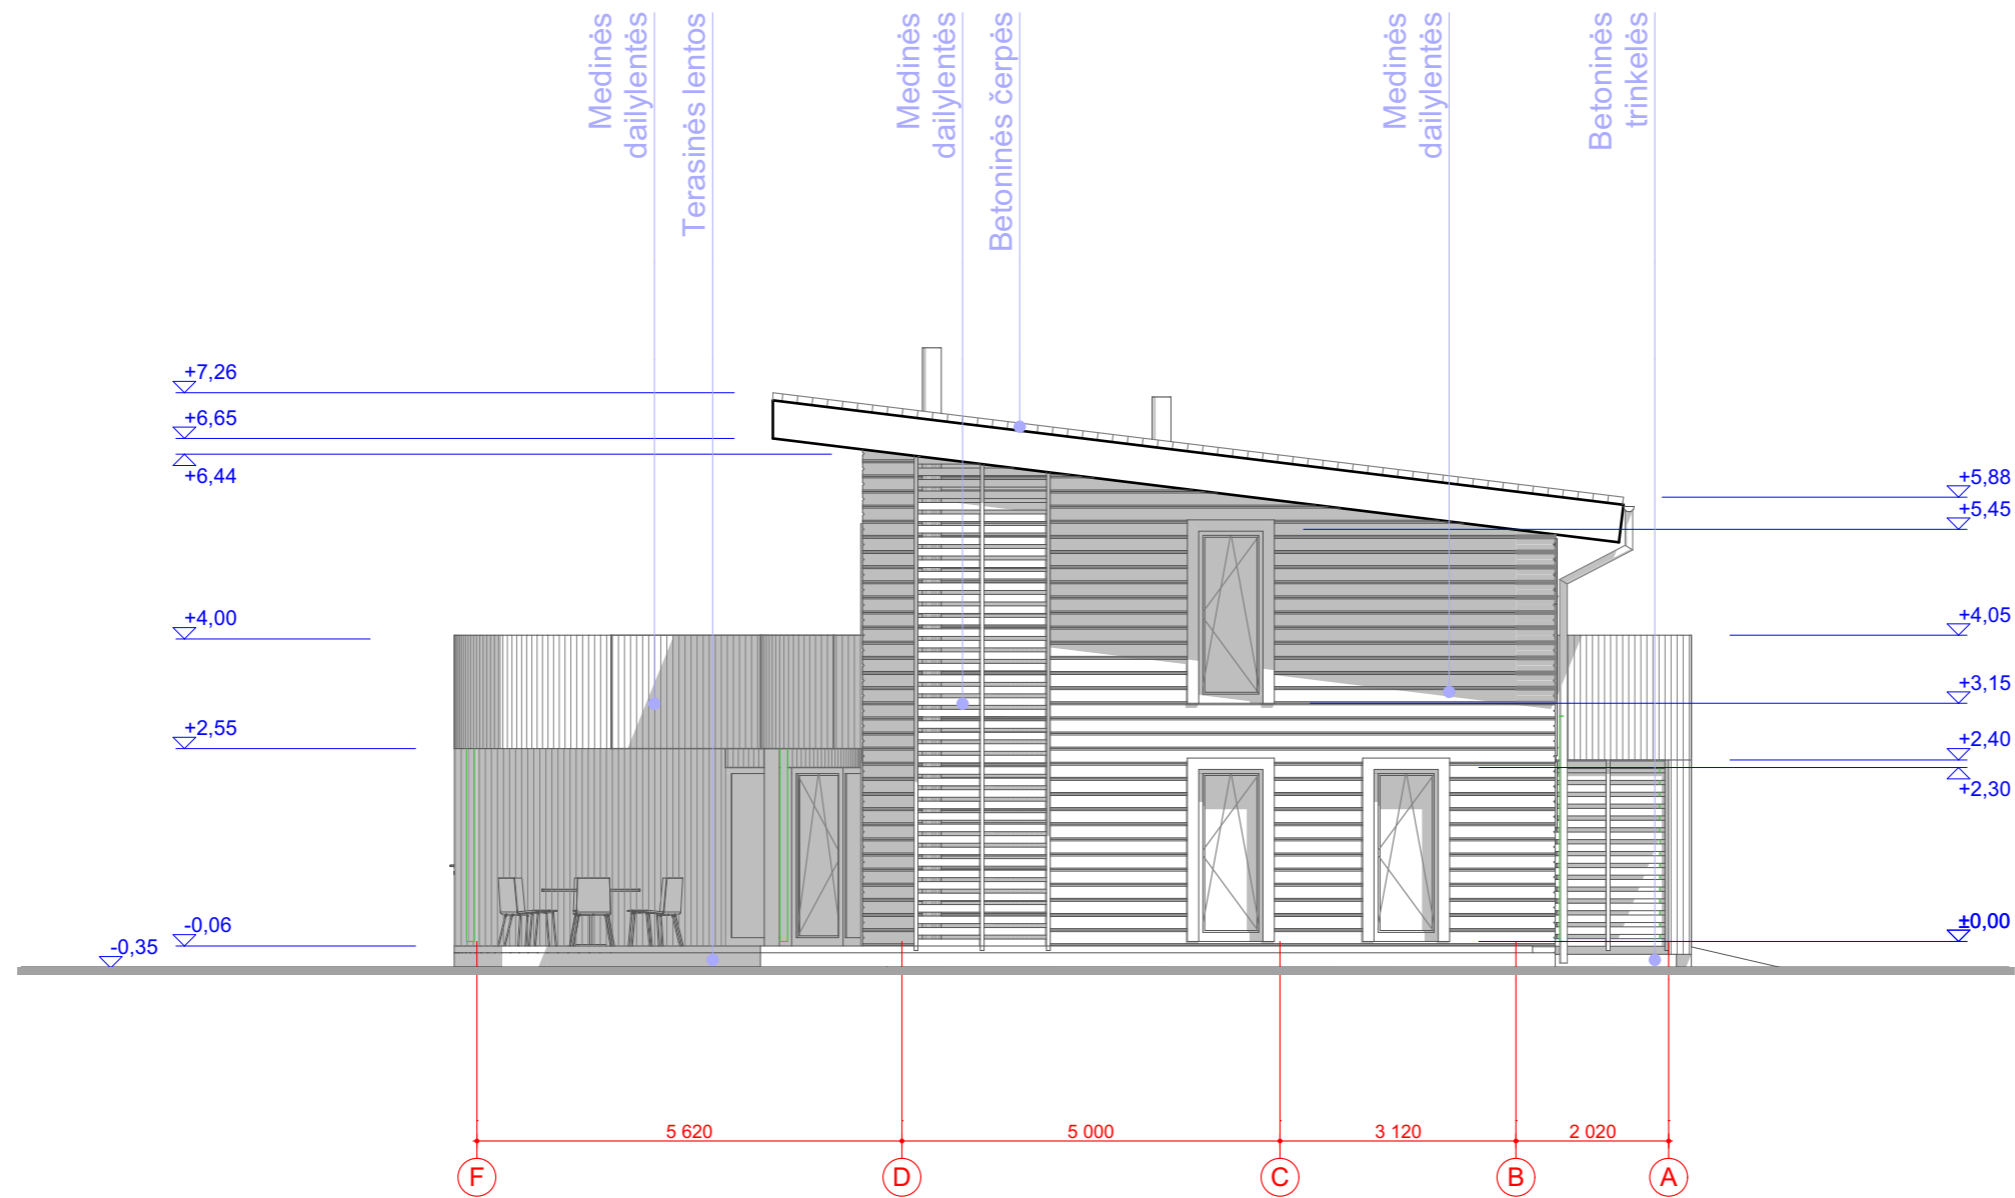 Medinės
dailylentės
Terasinės lentos
Medinės
dailylentės
Betoninės čerpės
Medinės
dailylentės
Betoninės
trinkelės
+7,26
+6,65
+6,44
+4,00
+2,55
-0,06
-0,35
+5,88
+5,45
+4,05
+3,15
+2,40
+2,30
±0,00
5 620
5 000
3 120
2 020
F
D
C
B
A